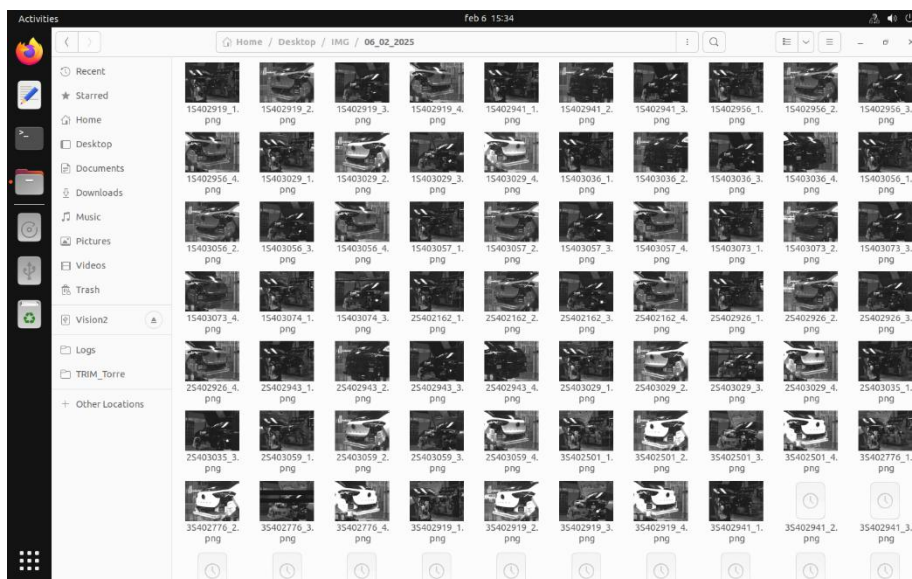 Activities
feb 6 15:34
Home / Desktop / IMG / 06_02_2025
Recent
Starred
Home
Desktop
Documents
Downloads
Music
Pictures
Videos
Trash
Vision2
Logs
TRIM_Torre
+ Other Locations
1S402919_1. 1S402919_2. 1S402919_3. 1S402919_4. 1S402941_1. 1S402941_2. 1S402941_3. 1S402956_1. 1S402956_2. 1S402956_3.
png png png png png png png png png png
1S402956_4. 1S403029_1. 1S403029_2. 1S403029_3. 1S403029_4. 1S403036_1. 1S403036_2. 1S403036_3. 1S403036_4. 1S403056_1.
png png png png png png png png png png
1S403056_2. 1S403056_3. 1S403056_4. 1S403057_1. 1S403057_2. 1S403057_3. 1S403057_4. 1S403073_1. 1S403073_2. 1S403073_3.
png png png png png png png png png png
1S403073_4. 1S403074_1. 1S403074_3. 2S402162_1. 2S402162_2. 2S402162_3. 2S402162_4. 2S402926_1. 2S402926_2. 2S402926_3.
png png png png png png png png png png
2S402926_4. 2S402943_1. 2S402943_2. 2S402943_3. 2S402943_4. 2S403029_1. 2S403029_2. 2S403029_3. 2S403029_4. 2S403035_1.
png png png png png png png png png png
2S403035_3. 2S403059_1. 2S403059_2. 2S403059_3. 2S403059_4. 3S402501_1. 3S402501_2. 3S402501_3. 3S402501_4. 3S402776_1.
png png png png png png png png png png
3S402776_2. 3S402776_3. 3S402776_4. 3S402919_1. 3S402919_2. 3S402919_3. 3S402919_4. 3S402941_1. 3S402941_2. 3S402941_3.
png png png png png png png png png png